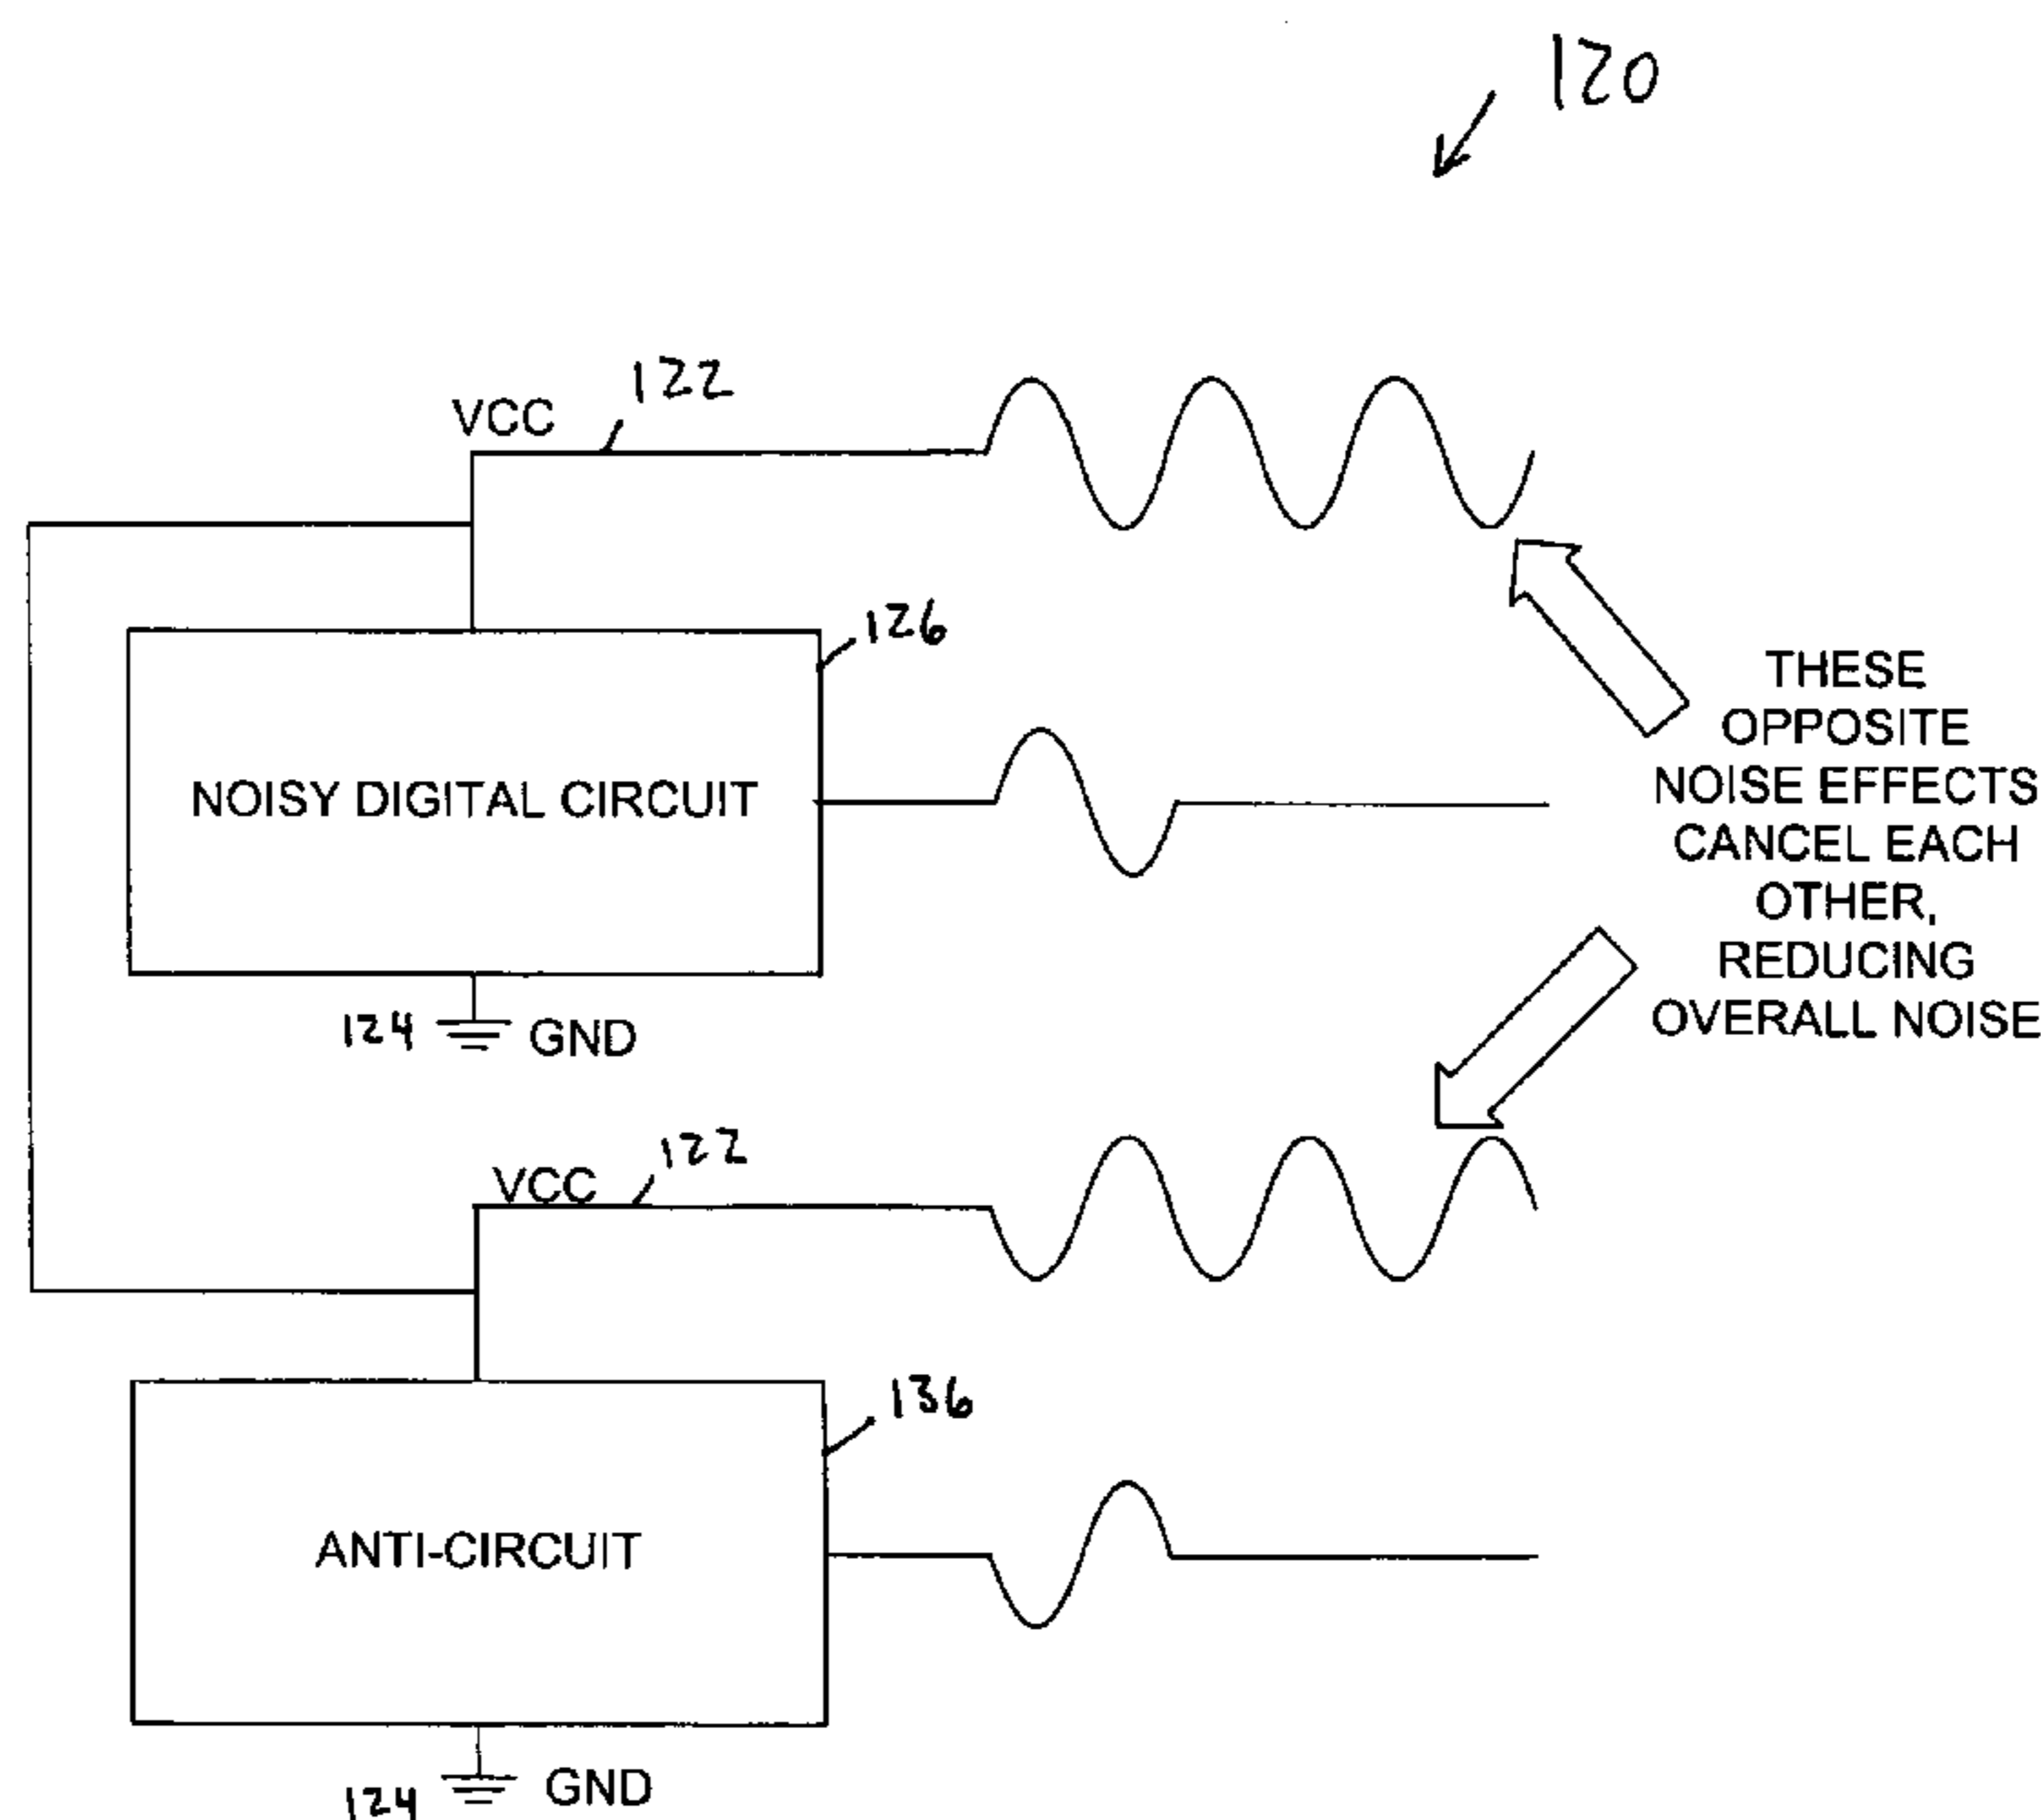 120
VCC
122
126
NOISY DIGITAL CIRCUIT
124
GND
THESE
OPPOSITE
NOISE EFFECTS
CANCEL EACH
OTHER,
REDUCING
OVERALL NOISE
VCC
122
136
ANTI-CIRCUIT
124
GND